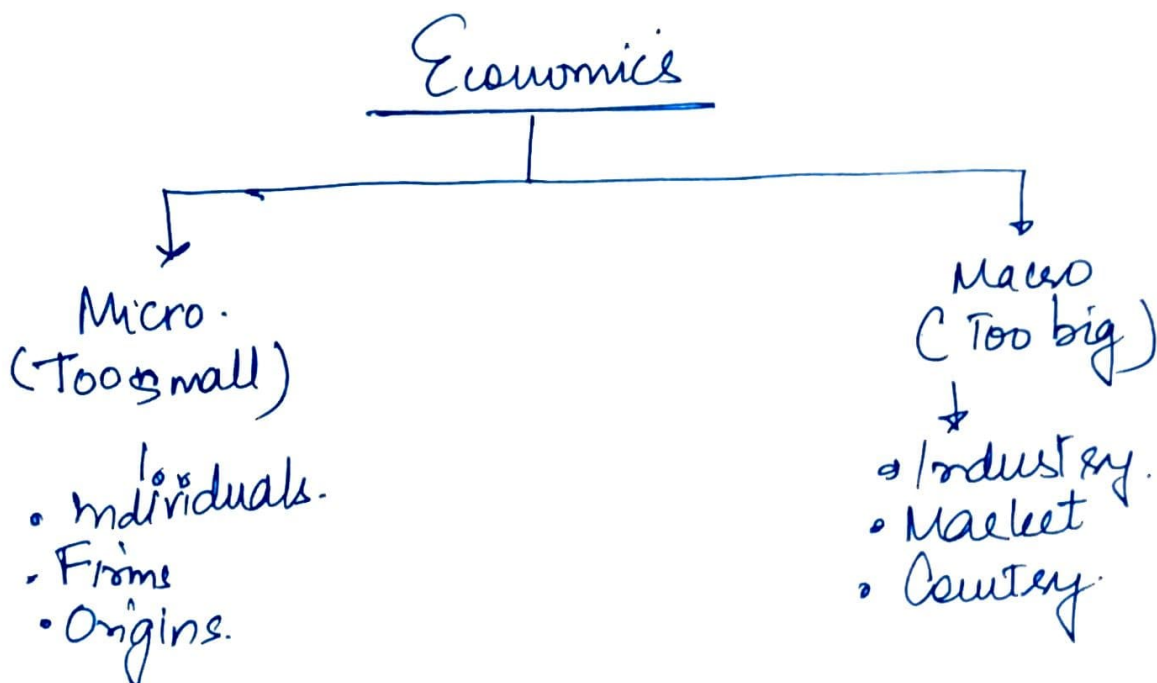 Economics
Micro.
(Too small)
• Individuals.
• Firms
• Origins.
Macro
(Too big)
• Industry.
• Market
• Country.